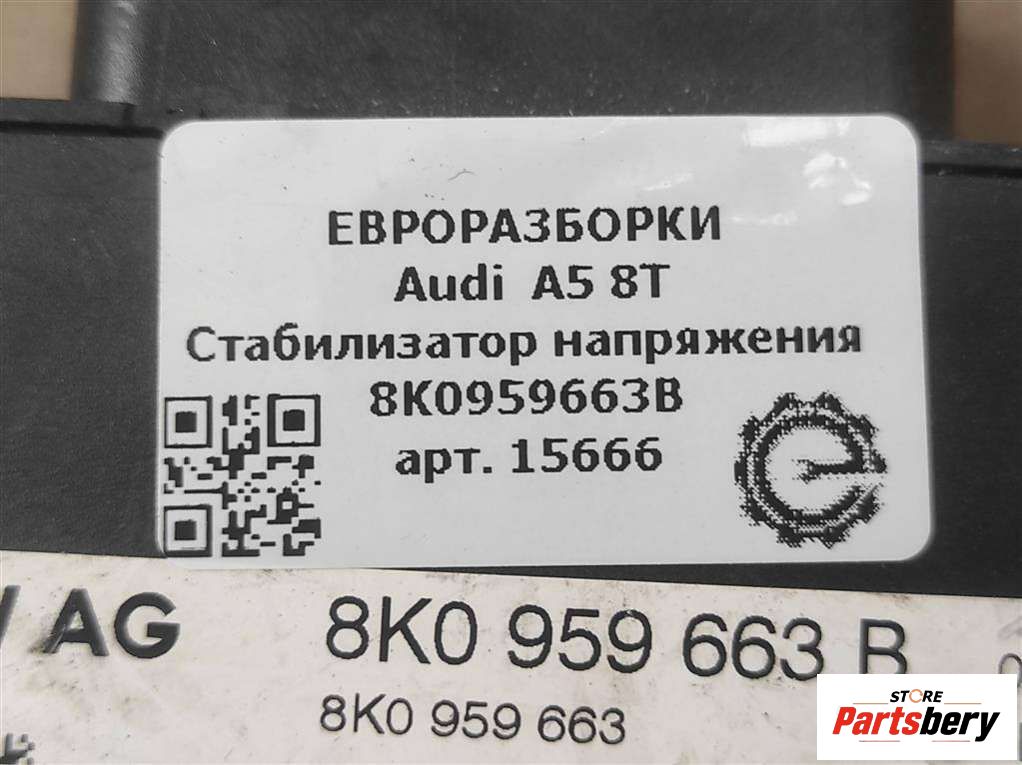 ЕВРОРАЗБОРКИ
Audi A5 8T
Стабилизатор напряжения
8K0959663B
арт. 15666
AG 8K0 959 663 B
8K0 959 663
STORE
Partsbery